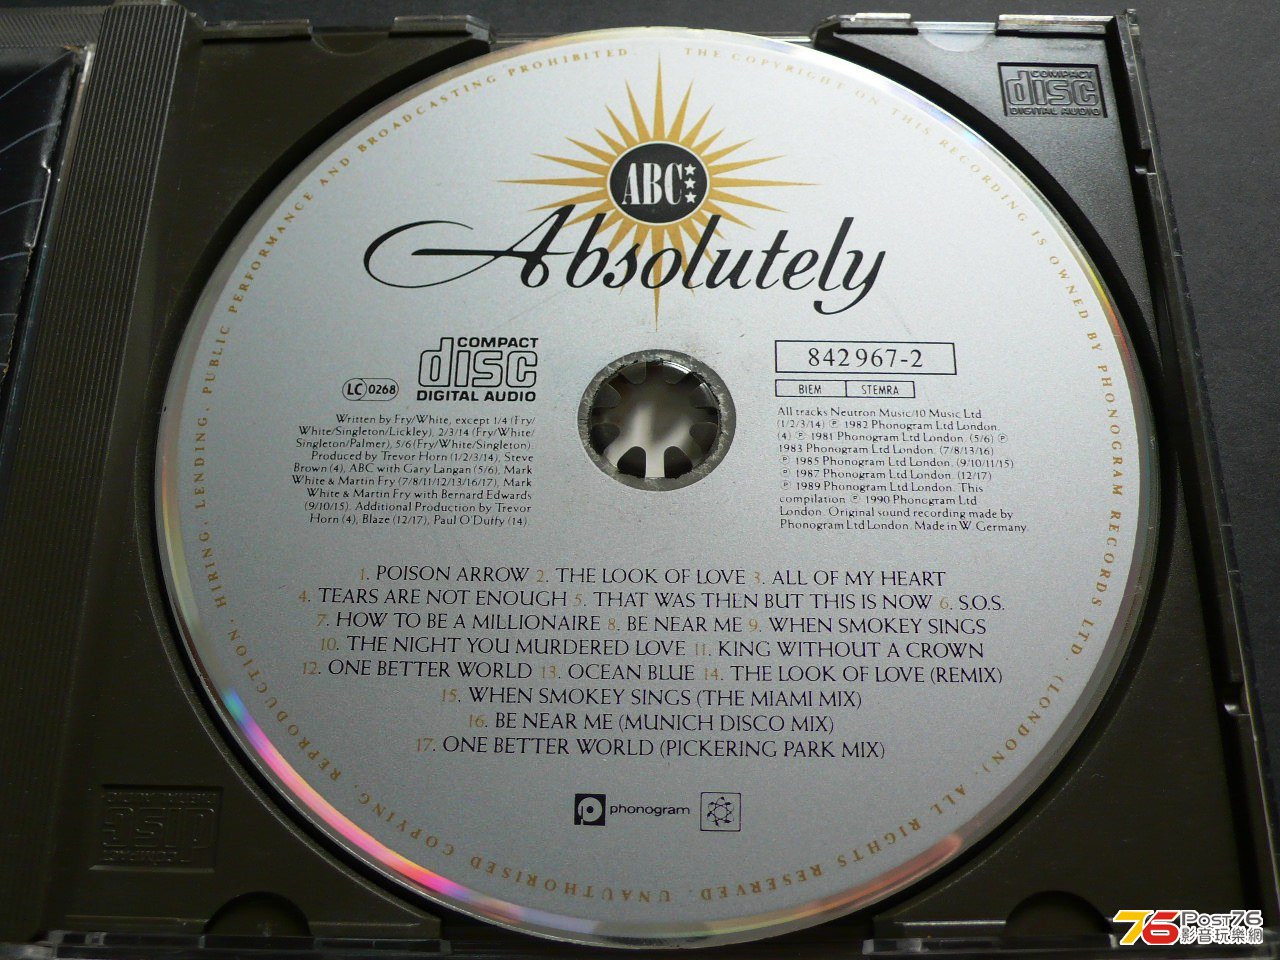 THE COPYRIGHT ON THIS RECORDING IS OWNED BY PHONOGRAM RECORDS LTD. (LONDON). ALL RIGHTS RESERVED. UNAUTHORISED COPYING, REPRODUCTION, HIRING, LENDING, PUBLIC PERFORMANCE AND BROADCASTING PROHIBITED
COMPACT
disc
DIGITAL AUDIO
ABC
Absolutely
COMPACT
disc
DIGITAL AUDIO
LC 0268
842 967-2
BIEM STEMRA
Written by Fry/White, except 1/4 (Fry/
White/Singleton/Lickley), 2/3/14 (Fry/White/
Singleton/Palmer), 5/6 (Fry/White/Singleton).
Produced by Trevor Horn (1/2/3/14), Steve
Brown (4), ABC with Gary Langan (5/6), Mark
White & Martin Fry (7/8/11/12/13/16/17), Mark
White & Martin Fry with Bernard Edwards
(9/10/15). Additional Production by Trevor
Horn (4), Blaze (12/17), Paul O'Duffy (14).
All tracks Neutron Music/10 Music Ltd.
(1/2/3/14) ℗ 1982 Phonogram Ltd London.
(4) ℗ 1981 Phonogram Ltd London. (5/6) ℗
1983 Phonogram Ltd London. (7/8/13/16)
℗ 1985 Phonogram Ltd London. (9/10/11/15)
℗ 1987 Phonogram Ltd London. (12/17)
℗ 1989 Phonogram Ltd London. This
compilation ℗ 1990 Phonogram Ltd
London. Original sound recording made by
Phonogram Ltd London. Made in W. Germany.
1. POISON ARROW 2. THE LOOK OF LOVE 3. ALL OF MY HEART
4. TEARS ARE NOT ENOUGH 5. THAT WAS THEN BUT THIS IS NOW 6. S.O.S.
7. HOW TO BE A MILLIONAIRE 8. BE NEAR ME 9. WHEN SMOKEY SINGS
10. THE NIGHT YOU MURDERED LOVE 11. KING WITHOUT A CROWN
12. ONE BETTER WORLD 13. OCEAN BLUE 14. THE LOOK OF LOVE (REMIX)
15. WHEN SMOKEY SINGS (THE MIAMI MIX)
16. BE NEAR ME (MUNICH DISCO MIX)
17. ONE BETTER WORLD (PICKERING PARK MIX)
phonogram
COMPACT
disc
76 Post76
影音玩樂網